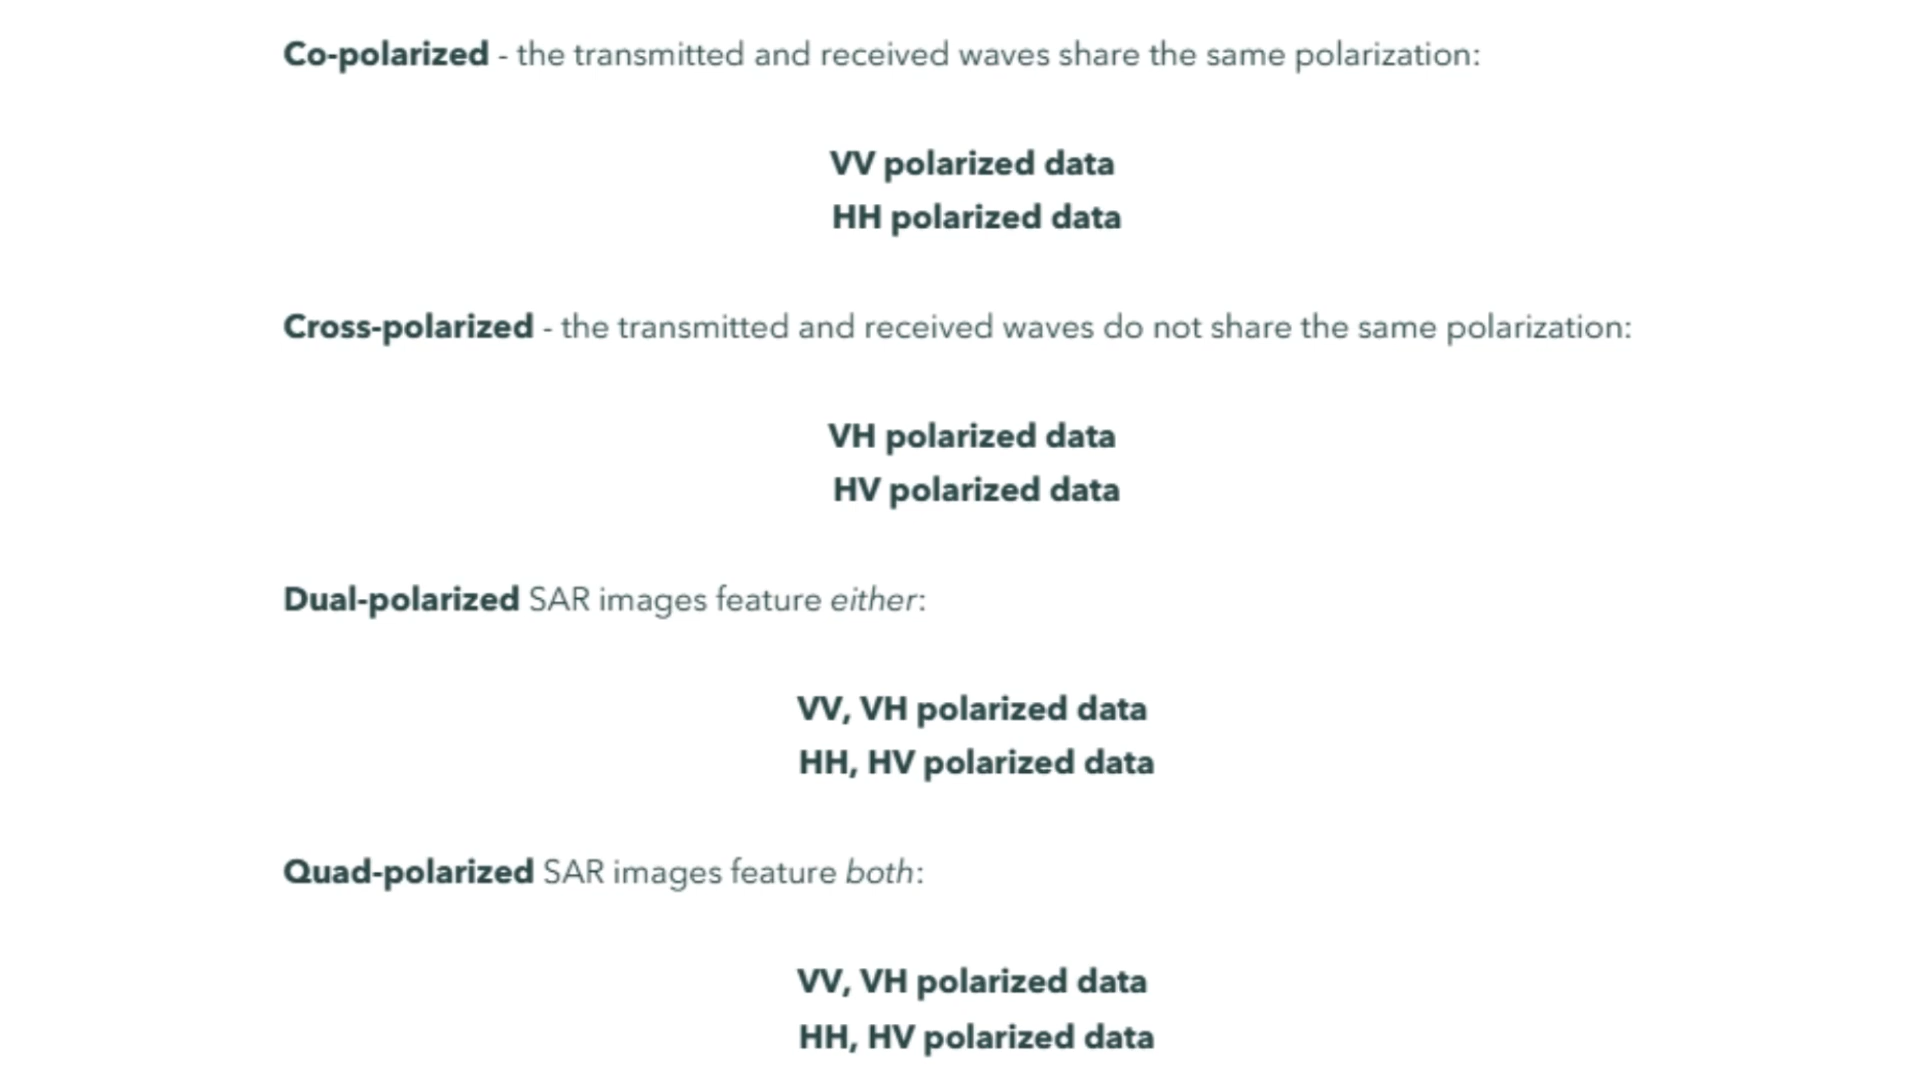 Co-polarized - the transmitted and received waves share the same polarization:
VV polarized data
HH polarized data
Cross-polarized - the transmitted and received waves do not share the same polarization:
VH polarized data
HV polarized data
Dual-polarized SAR images feature either:
VV, VH polarized data
HH, HV polarized data
Quad-polarized SAR images feature both:
VV, VH polarized data
HH, HV polarized data